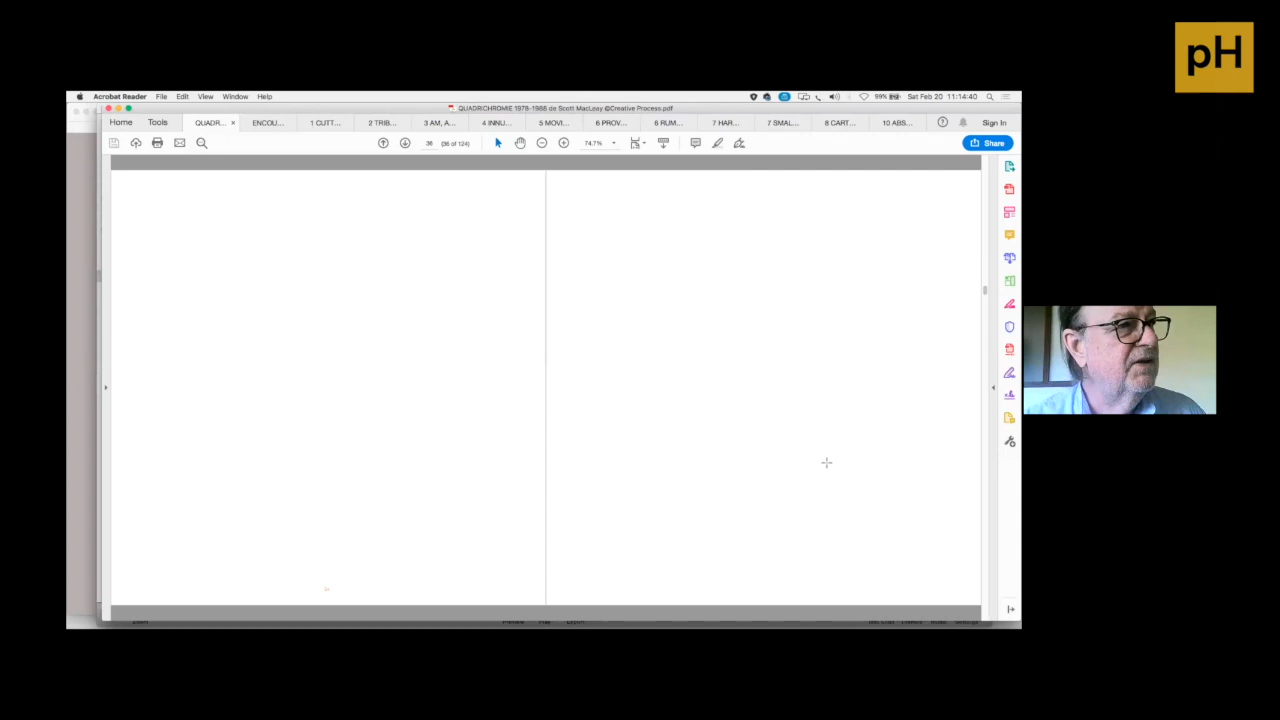 pH
Acrobat Reader File Edit View Window Help
99% Sat Feb 20 11:14:40
QUADRICHROMIE 1978-1988 de Scott MacLeay ©Creative Process.pdf
Home Tools QUADR... × ENCOU... 1 CUTT... 2 TRIB... 3 AM, A... 4 INNU... 5 MOVI... 6 PROV... 6 RUM... 7 HAR... 7 SMAL... 8 CART... 10 ABS... Sign In
36 (36 of 124) 74.7% Share